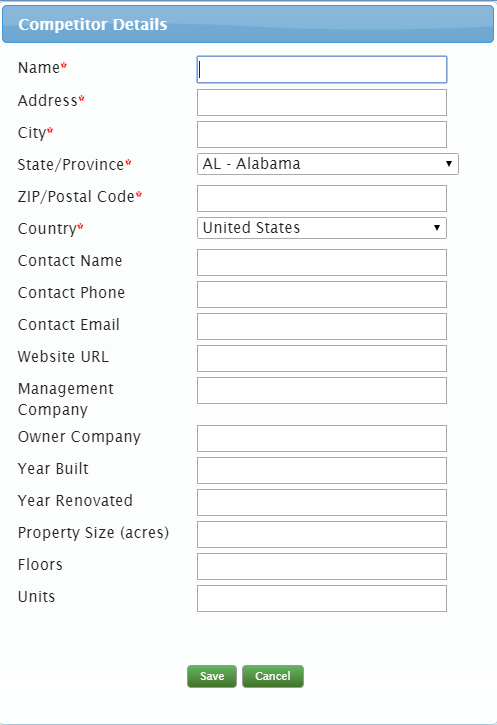 Competitor Details
Name*
Address*
City*
State/Province* AL - Alabama
ZIP/Postal Code*
Country* United States
Contact Name
Contact Phone
Contact Email
Website URL
Management
Company
Owner Company
Year Built
Year Renovated
Property Size (acres)
Floors
Units
Save Cancel